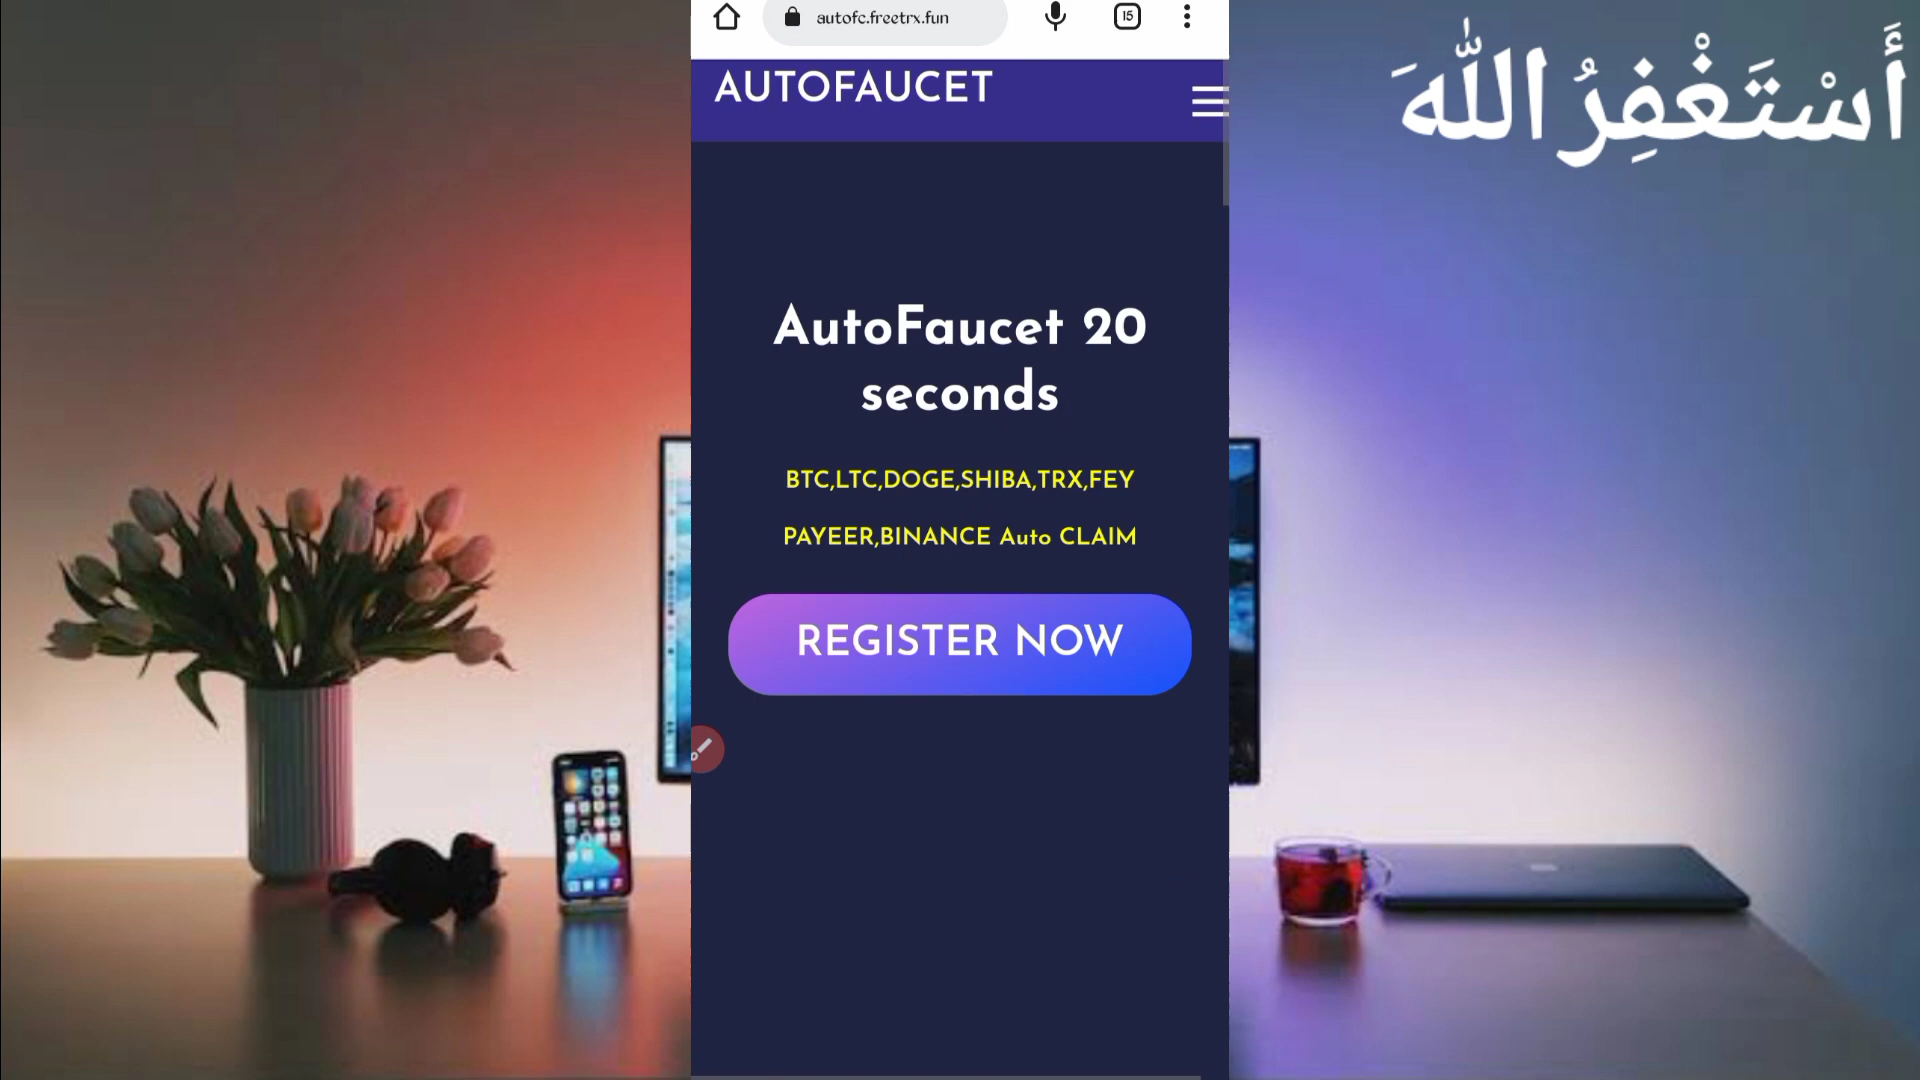 autofc.freetrx.fun
15
AUTOFAUCET
أَسْتَغْفِرُ اللّٰهَ
AutoFaucet 20
seconds
BTC,LTC,DOGE,SHIBA,TRX,FEY
PAYEER,BINANCE Auto CLAIM
REGISTER NOW